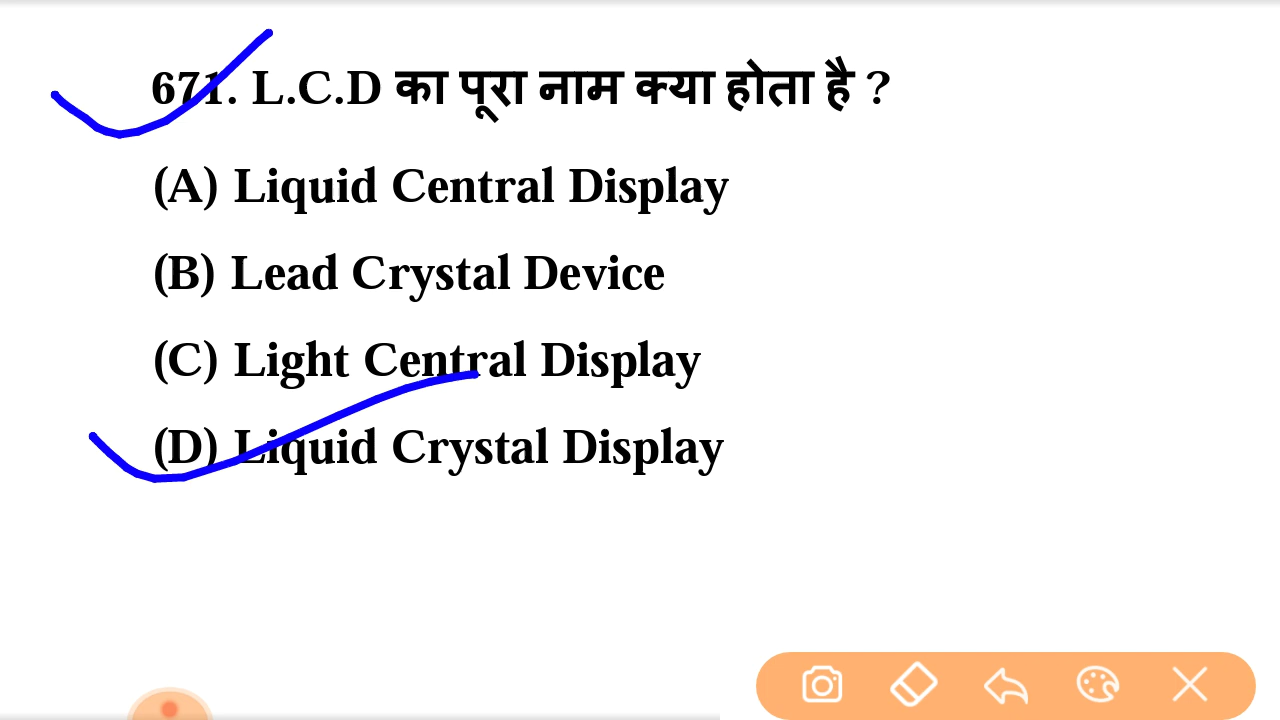 671. L.C.D का पूरा नाम क्या होता है ?
(A) Liquid Central Display
(B) Lead Crystal Device
(C) Light Central Display
(D) Liquid Crystal Display